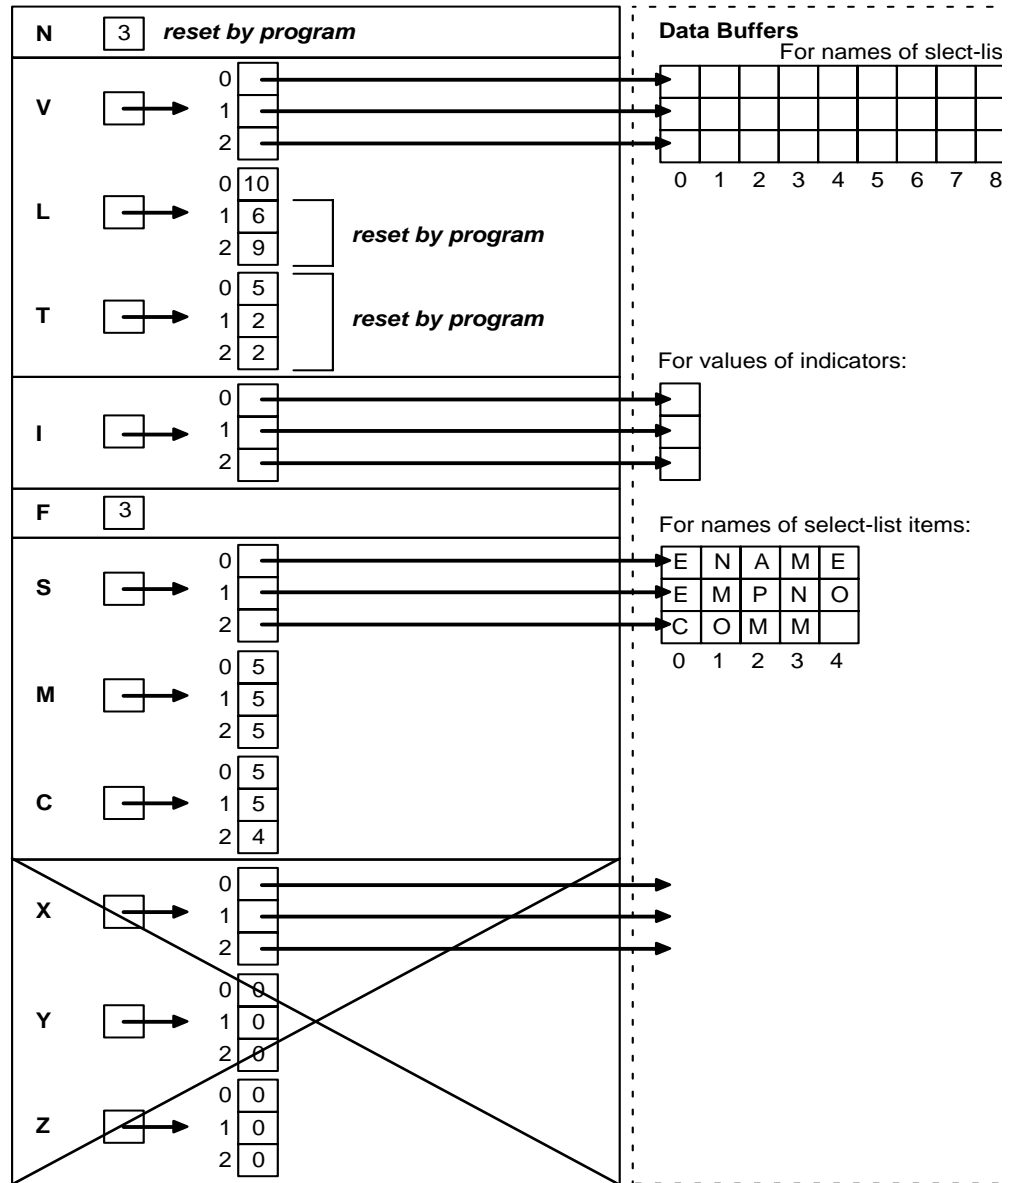 N 3 reset by program
Data Buffers
For names of slect-lis
V
0
1
2
0 1 2 3 4 5 6 7 8
L
0 10
1 6
2 9
reset by program
T
0 5
1 2
2 2
reset by program
For values of indicators:
I
0
1
2
F 3
For names of select-list items:
S
0
1
2
E N A M E
E M P N O
C O M M
0 1 2 3 4
M
0 5
1 5
2 5
C
0 5
1 5
2 4
X
0
1
2
Y
0 0
1 0
2 0
Z
0 0
1 0
2 0